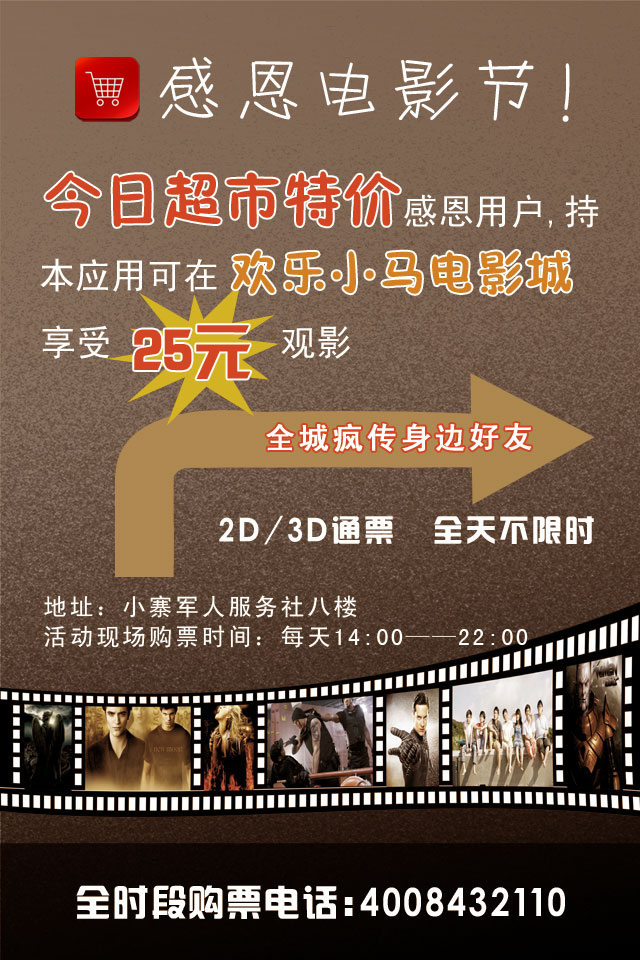 感恩电影节!
今日超市特价感恩用户,持
本应用可在 欢乐小马电影城
享受 25元 观影
全城疯传身边好友
2D/3D通票 全天不限时
地址：小寨军人服务社八楼
活动现场购票时间：每天14:00——22:00
全时段购票电话:4008432110